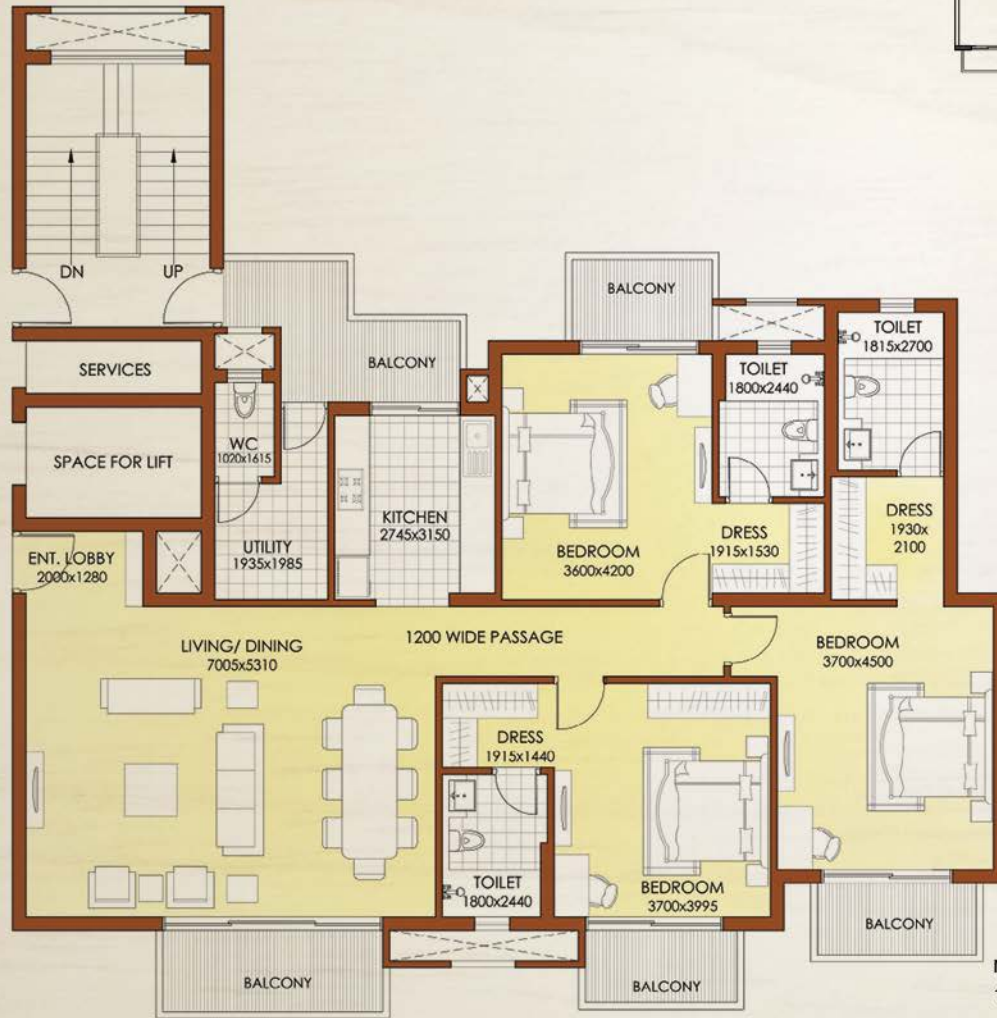 DN
UP
BALCONY
SERVICES
BALCONY
TOILET
1815x2700
TOILET
1800x2440
SPACE FOR LIFT
WC
1020x1615
KITCHEN
2745x3150
DRESS
1930x
2100
DRESS
1915x1530
BEDROOM
3600x4200
UTILITY
1935x1985
ENT. LOBBY
2000x1280
LIVING/ DINING
7005x5310
1200 WIDE PASSAGE
BEDROOM
3700x4500
DRESS
1915x1440
TOILET
1800x2440
BEDROOM
3700x3995
BALCONY
BALCONY
BALCONY